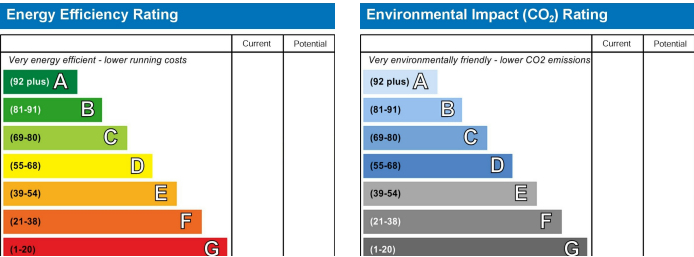 Energy Efficiency Rating
Current Potential
Very energy efficient - lower running costs
(92 plus) A
(81-91) B
(69-80) C
(55-68) D
(39-54) E
(21-38) F
(1-20) G
Environmental Impact (CO₂) Rating
Current Potential
Very environmentally friendly - lower CO2 emissions
(92 plus) A
(81-91) B
(69-80) C
(55-68) D
(39-54) E
(21-38) F
(1-20) G